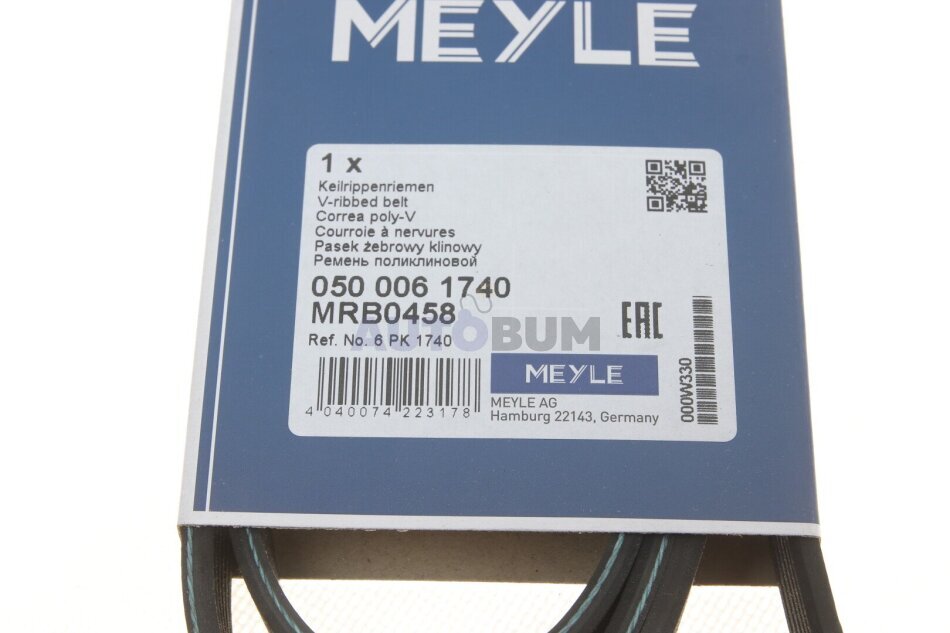 MEYLE
1 x
Keilrippenriemen
V-ribbed belt
Correa poly-V
Courroie à nervures
Pasek żebrowy klinowy
Ремень поликлиновой
050 006 1740
MRB0458
EAC
AUTOBUM
Ref. No. 6 PK 1740
MEYLE
4 040074 223178
MEYLE AG
Hamburg 22143, Germany
000W330